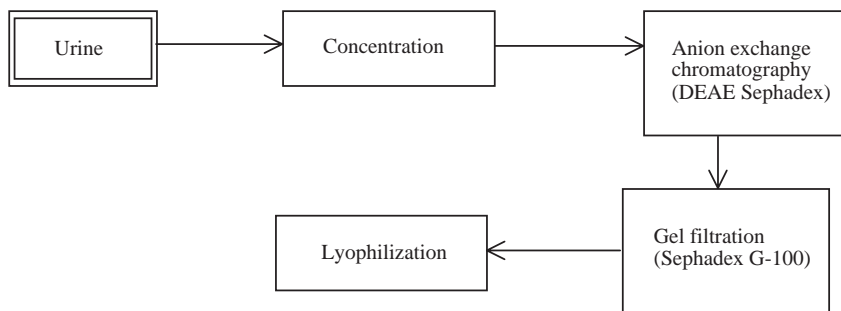 Urine
Concentration
Anion exchange
chromatography
(DEAE Sephadex)
Gel filtration
(Sephadex G-100)
Lyophilization